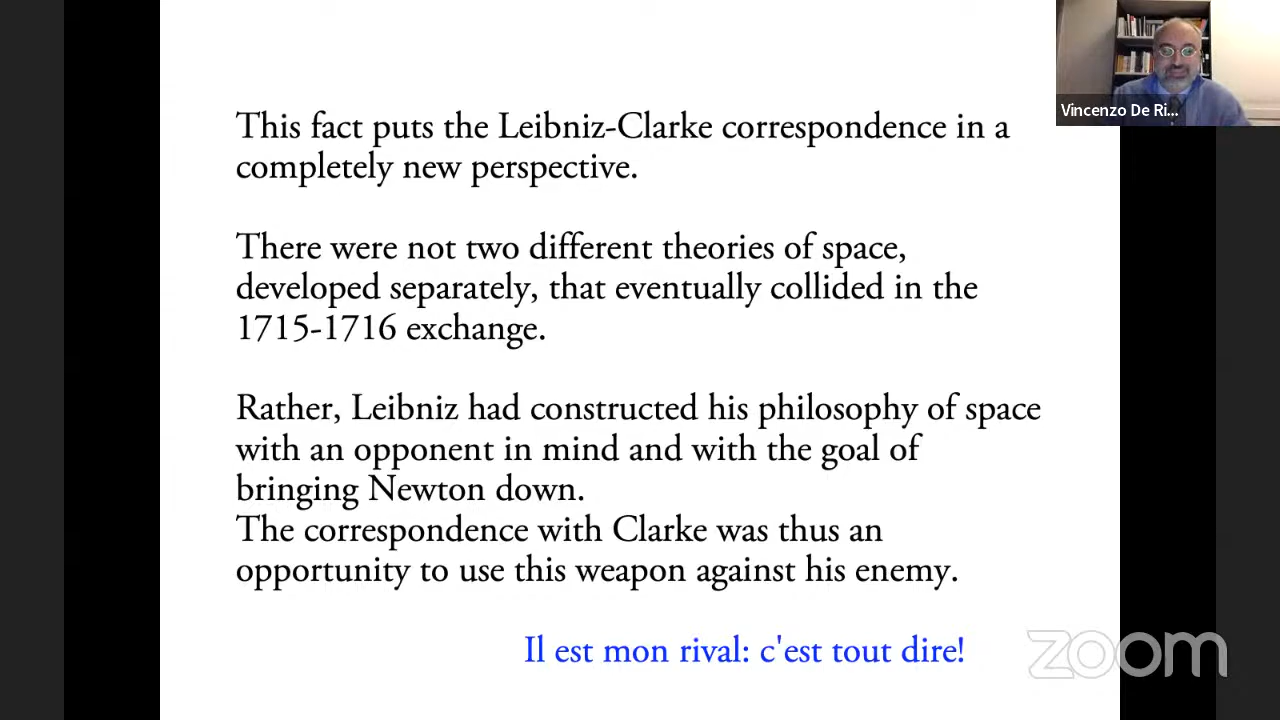 This fact puts the Leibniz-Clarke correspondence in a
completely new perspective.
There were not two different theories of space,
developed separately, that eventually collided in the
1715-1716 exchange.
Rather, Leibniz had constructed his philosophy of space
with an opponent in mind and with the goal of
bringing Newton down.
The correspondence with Clarke was thus an
opportunity to use this weapon against his enemy.
Il est mon rival: c'est tout dire!
Vincenzo De Ri...
zoom